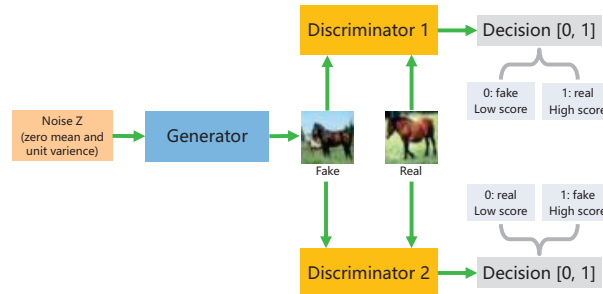 Discriminator 1
Decision [0, 1]
0: fake
Low score
1: real
High score
Noise Z
(zero mean and
unit varience)
Generator
Fake
Real
0: real
Low score
1: fake
High score
Discriminator 2
Decision [0, 1]